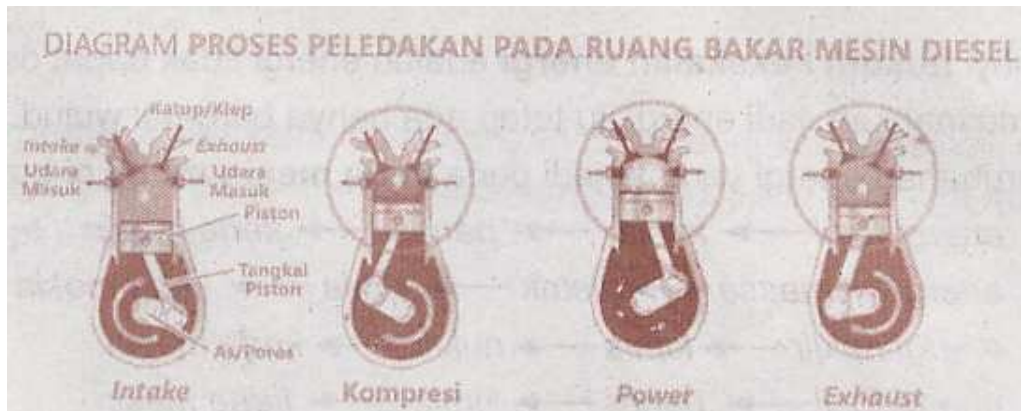 DIAGRAM PROSES PELEDAKAN PADA RUANG BAKAR MESIN DIESEL
Katup/Klep
Intake
Exhaust
Udara
Masuk
Udara
Masuk
Piston
Tangkai
Piston
As/Poros
Intake
Kompresi
Power
Exhaust